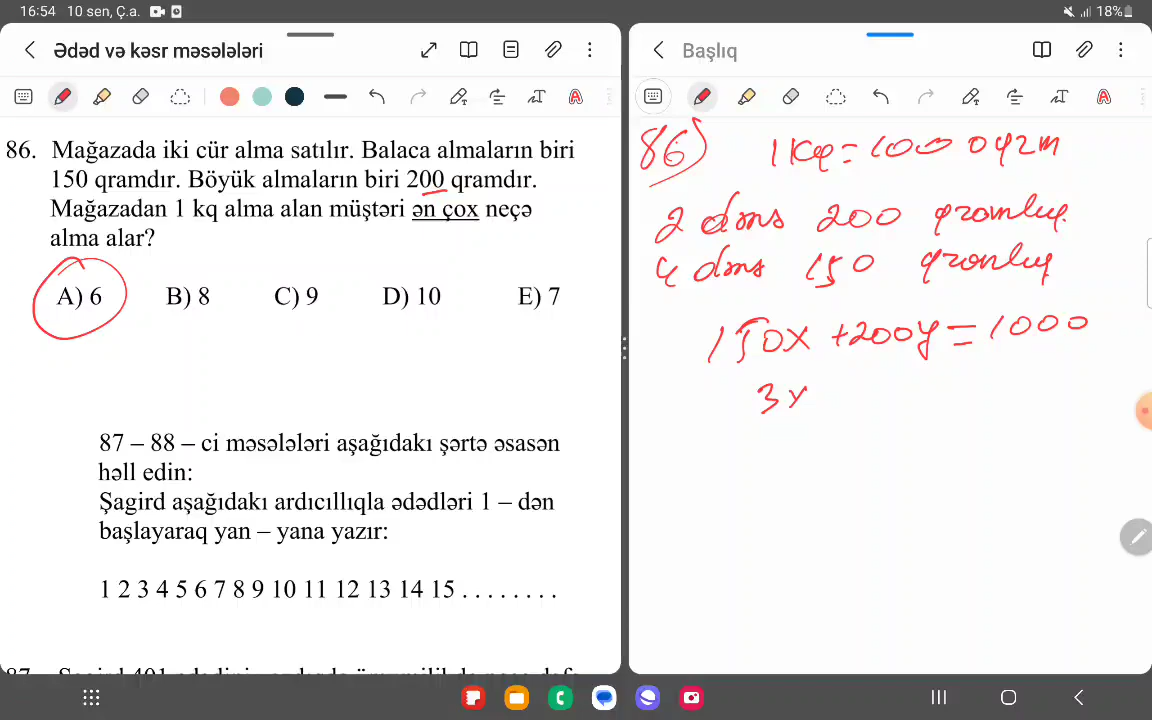 16:54 10 sen, Ç.a.
18%
Ədəd və kəsr məsələləri
86. Mağazada iki cür alma satılır. Balaca almaların biri
150 qramdır. Böyük almaların biri 200 qramdır.
Mağazadan 1 kq alma alan müştəri ən çox neçə
alma alar?
A) 6 B) 8 C) 9 D) 10 E) 7
87 – 88 – ci məsələləri aşağıdakı şərtə əsasən
həll edin:
Şagird aşağıdakı ardıcıllıqla ədədləri 1 – dən
başlayaraq yan – yana yazır:
1 2 3 4 5 6 7 8 9 10 11 12 13 14 15 . . . . . . . .
Başlıq
86) 1 kq = 1000 qram
2 dənə 200 qramlıq
4 dənə 150 qramlıq
150x + 200y = 1000
3x